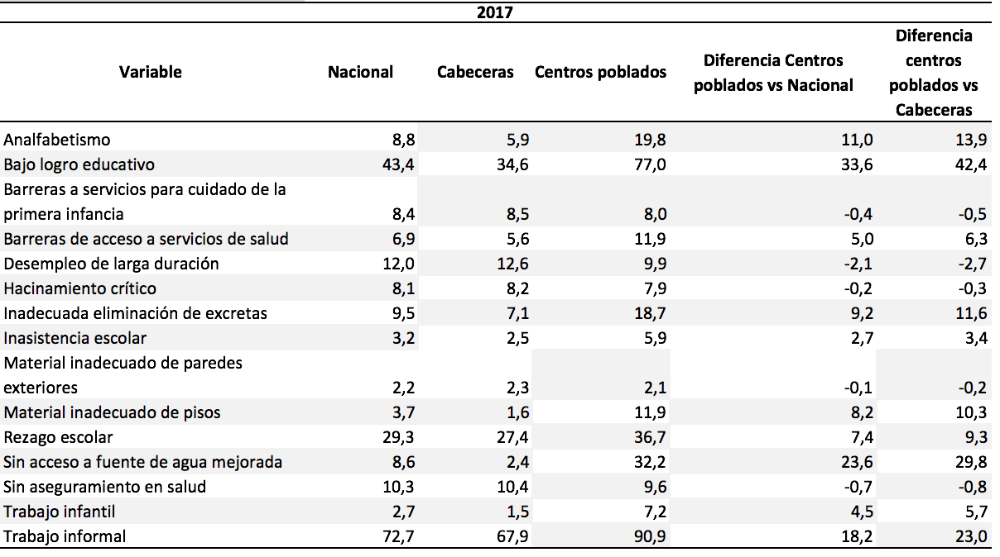 2017
Variable Nacional Cabeceras Centros poblados Diferencia Centros poblados vs Nacional Diferencia centros poblados vs Cabeceras
Analfabetismo 8,8 5,9 19,8 11,0 13,9
Bajo logro educativo 43,4 34,6 77,0 33,6 42,4
Barreras a servicios para cuidado de la
primera infancia 8,4 8,5 8,0 -0,4 -0,5
Barreras de acceso a servicios de salud 6,9 5,6 11,9 5,0 6,3
Desempleo de larga duración 12,0 12,6 9,9 -2,1 -2,7
Hacinamiento crítico 8,1 8,2 7,9 -0,2 -0,3
Inadecuada eliminación de excretas 9,5 7,1 18,7 9,2 11,6
Inasistencia escolar 3,2 2,5 5,9 2,7 3,4
Material inadecuado de paredes
exteriores 2,2 2,3 2,1 -0,1 -0,2
Material inadecuado de pisos 3,7 1,6 11,9 8,2 10,3
Rezago escolar 29,3 27,4 36,7 7,4 9,3
Sin acceso a fuente de agua mejorada 8,6 2,4 32,2 23,6 29,8
Sin aseguramiento en salud 10,3 10,4 9,6 -0,7 -0,8
Trabajo infantil 2,7 1,5 7,2 4,5 5,7
Trabajo informal 72,7 67,9 90,9 18,2 23,0